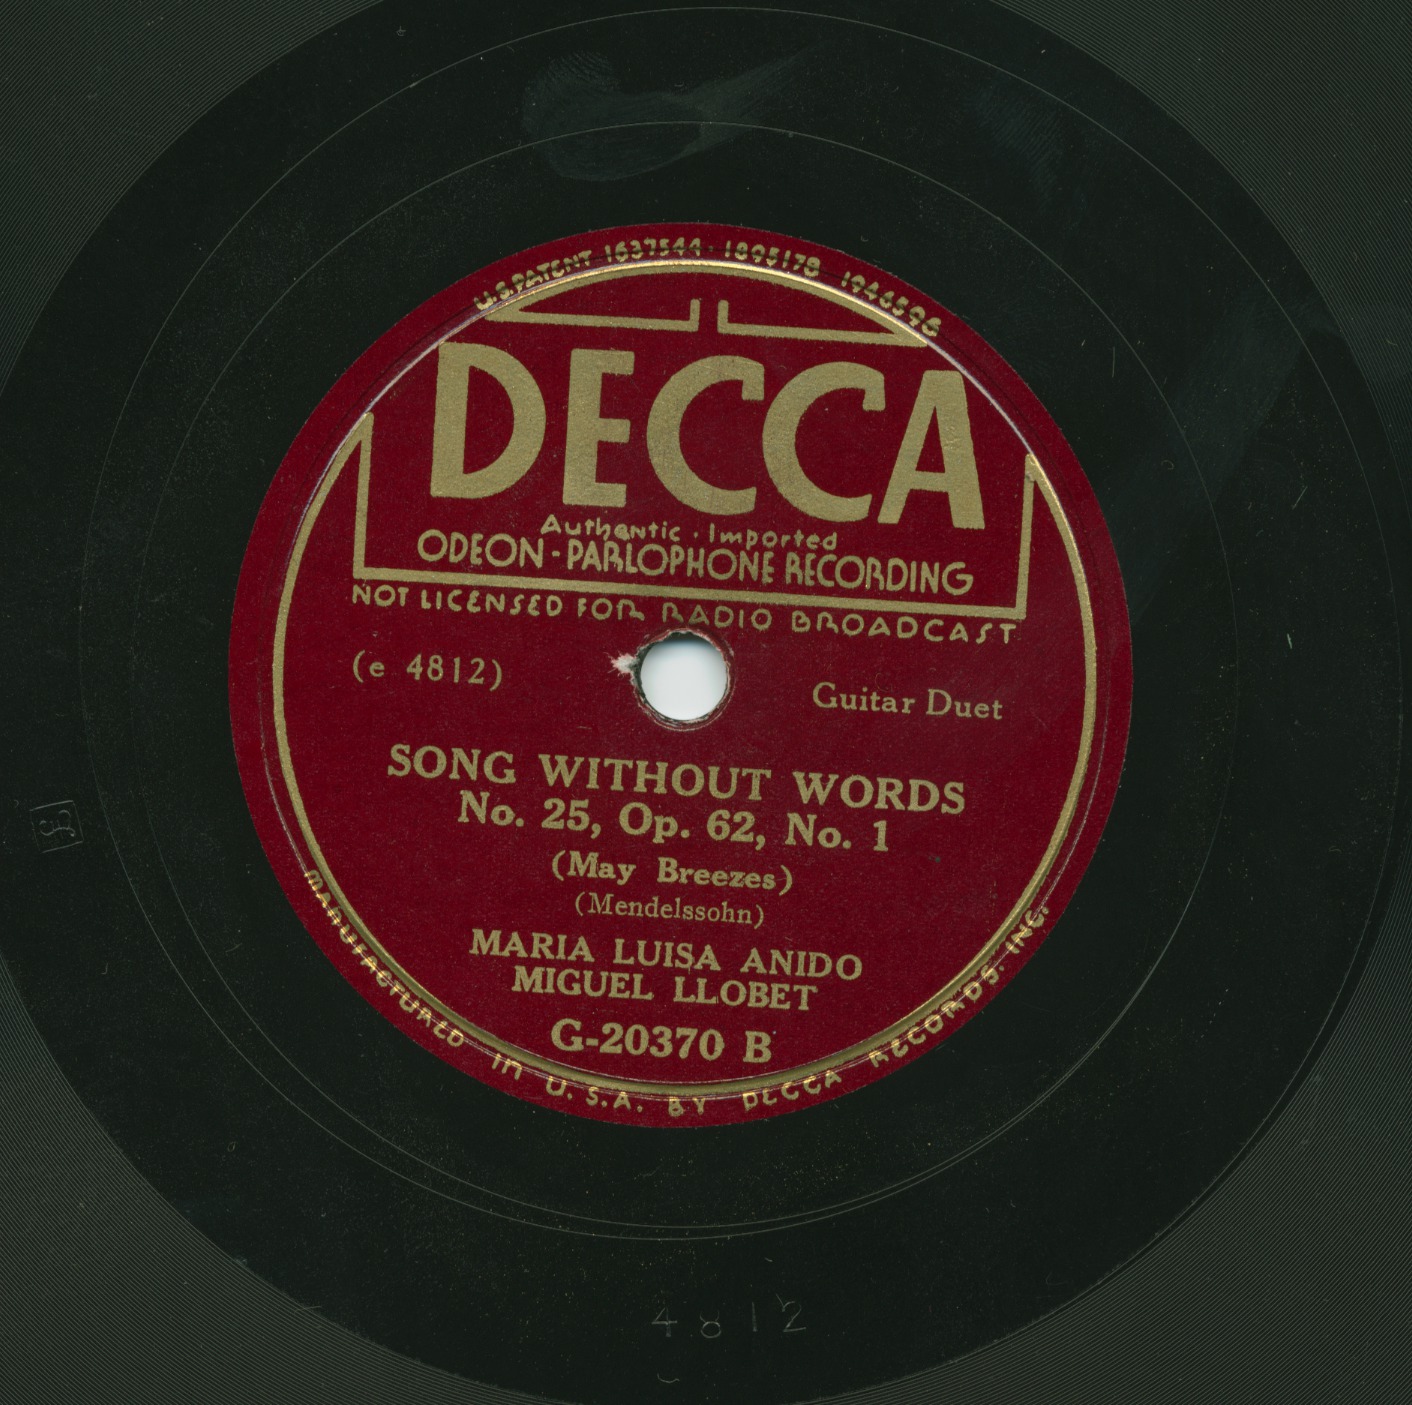 U.S. PATENT 1637544 · 1895178 1946596
DECCA
Authentic · Imported
ODEON - PARLOPHONE RECORDING
NOT LICENSED FOR RADIO BROADCAST
(e 4812)
Guitar Duet
SONG WITHOUT WORDS
No. 25, Op. 62, No. 1
(May Breezes)
(Mendelssohn)
MARIA LUISA ANIDO
MIGUEL LLOBET
G-20370 B
MANUFACTURED IN U.S.A. BY DECCA RECORDS. INC.
4812